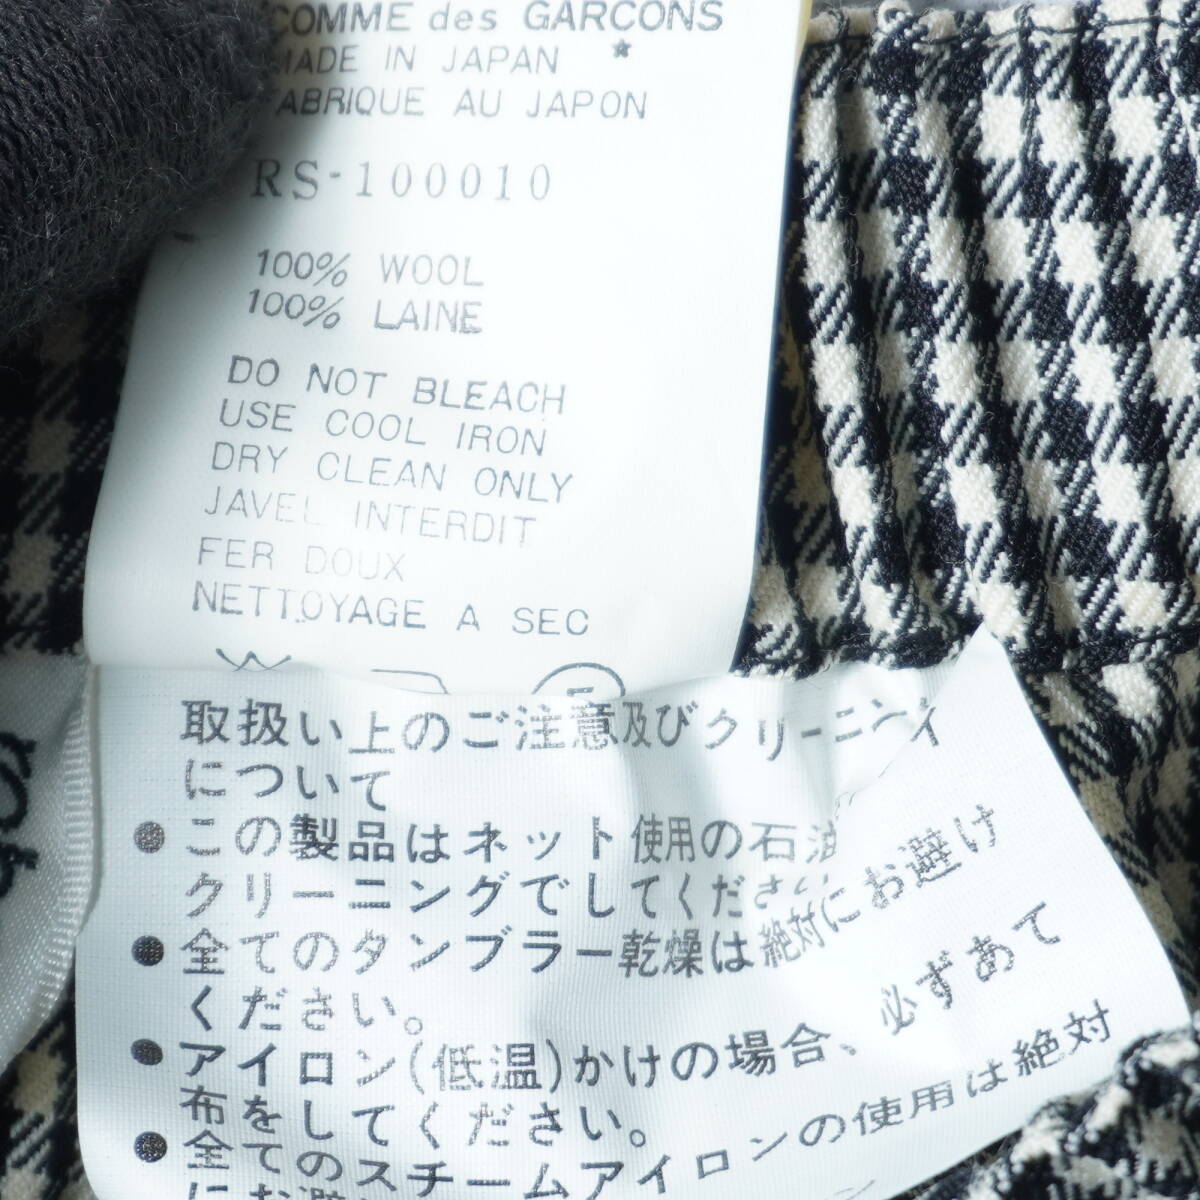 COMME des GARCONS
MADE IN JAPAN *
FABRIQUE AU JAPON
RS-100010
100% WOOL
100% LAINE
DO NOT BLEACH
USE COOL IRON
DRY CLEAN ONLY
JAVEL INTERDIT
FER DOUX
NETTOYAGE A SEC
取扱い上のご注意及びクリーニング
について
●この製品はネット使用の石油
クリーニングでしてください
●全てのタンブラー乾燥は絶対にお避け
ください。
●アイロン(低温)かけの場合、必ずあて
布をしてください。
●全てのスチームアイロンの使用は絶対